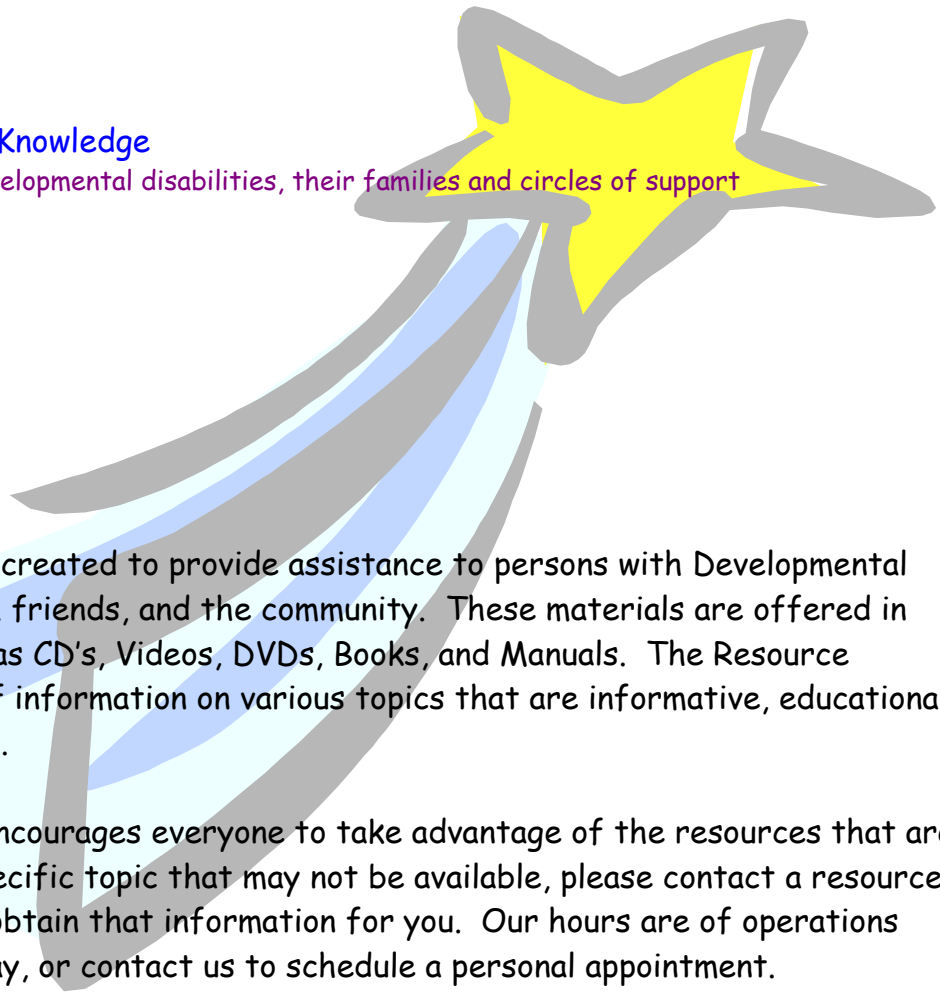 Knowledge
elopmental disabilities, their families and circles of support
created to provide assistance to persons with Developmental
friends, and the community.  These materials are offered in
as CD's, Videos, DVDs, Books, and Manuals.  The Resource
f information on various topics that are informative, educationa
.
ncourages everyone to take advantage of the resources that are
ecific topic that may not be available, please contact a resource
obtain that information for you.  Our hours are of operations
ay, or contact us to schedule a personal appointment.